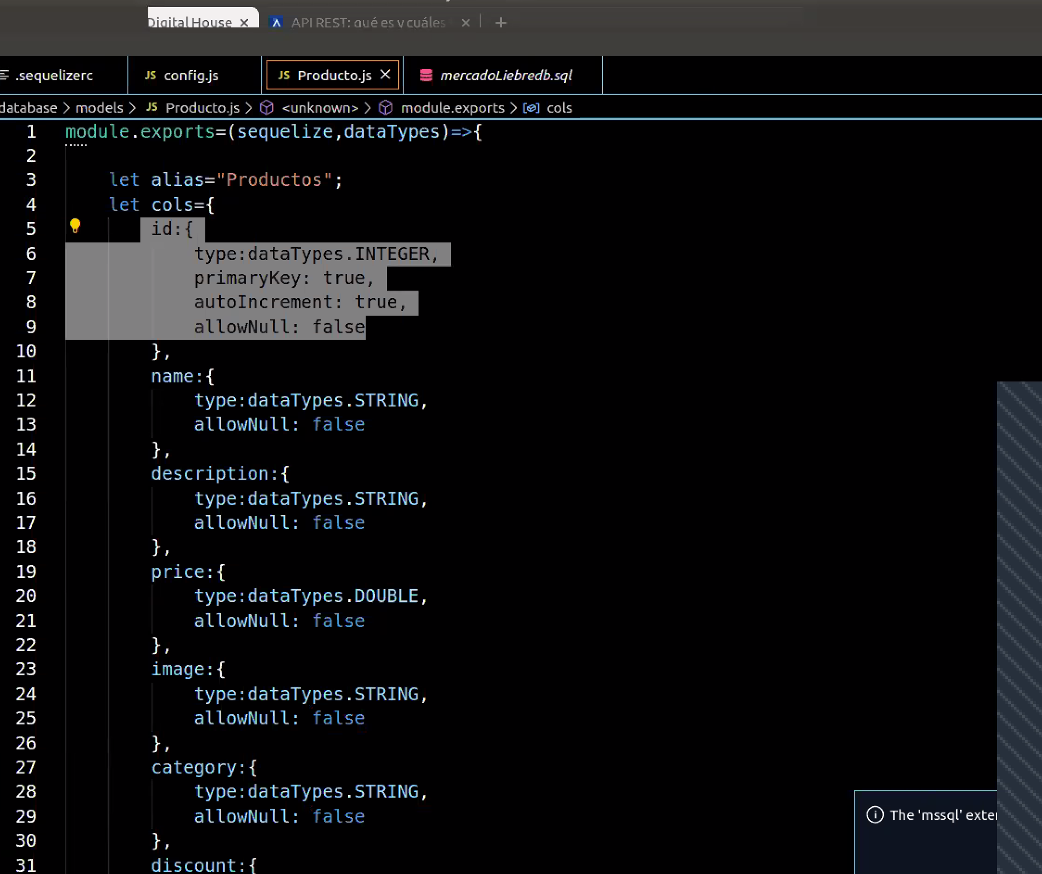 Digital House ×
API REST: qué es y cuáles × +
.sequelizerc
JS config.js
JS Producto.js ×
mercadoLiebredb.sql
database > models > JS Producto.js > <unknown> > module.exports > cols
1 module.exports=(sequelize,dataTypes)=>{
2
3 let alias="Productos";
4 let cols={
5 id:{
6 type:dataTypes.INTEGER,
7 primaryKey: true,
8 autoIncrement: true,
9 allowNull: false
10 },
11 name:{
12 type:dataTypes.STRING,
13 allowNull: false
14 },
15 description:{
16 type:dataTypes.STRING,
17 allowNull: false
18 },
19 price:{
20 type:dataTypes.DOUBLE,
21 allowNull: false
22 },
23 image:{
24 type:dataTypes.STRING,
25 allowNull: false
26 },
27 category:{
28 type:dataTypes.STRING,
29 allowNull: false
30 },
31 discount:{
The 'mssql' exter